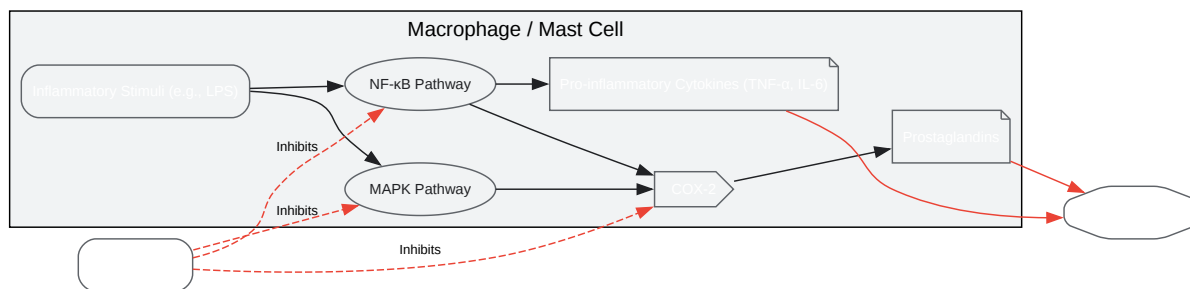 Macrophage / Mast Cell
Inflammatory Stimuli (e.g., LPS)
NF-κB Pathway
Pro-inflammatory Cytokines (TNF-α, IL-6)
Prostaglandins
Inhibits
MAPK Pathway
COX-2
Inhibits
Inhibits